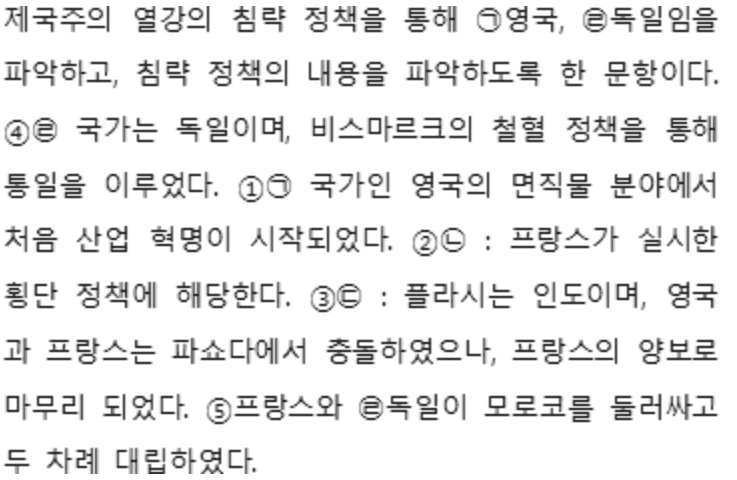 제국주의 열강의 침략 정책을 통해 ㉠영국, ㉣독일임을
파악하고, 침략 정책의 내용을 파악하도록 한 문항이다.
④㉣ 국가는 독일이며, 비스마르크의 철혈 정책을 통해
통일을 이루었다. ①㉠ 국가인 영국의 면직물 분야에서
처음 산업 혁명이 시작되었다. ②㉡ : 프랑스가 실시한
횡단 정책에 해당한다. ③㉢ : 플라시는 인도이며, 영국
과 프랑스는 파쇼다에서 충돌하였으나, 프랑스의 양보로
마무리 되었다. ⑤프랑스와 ㉣독일이 모로코를 둘러싸고
두 차례 대립하였다.